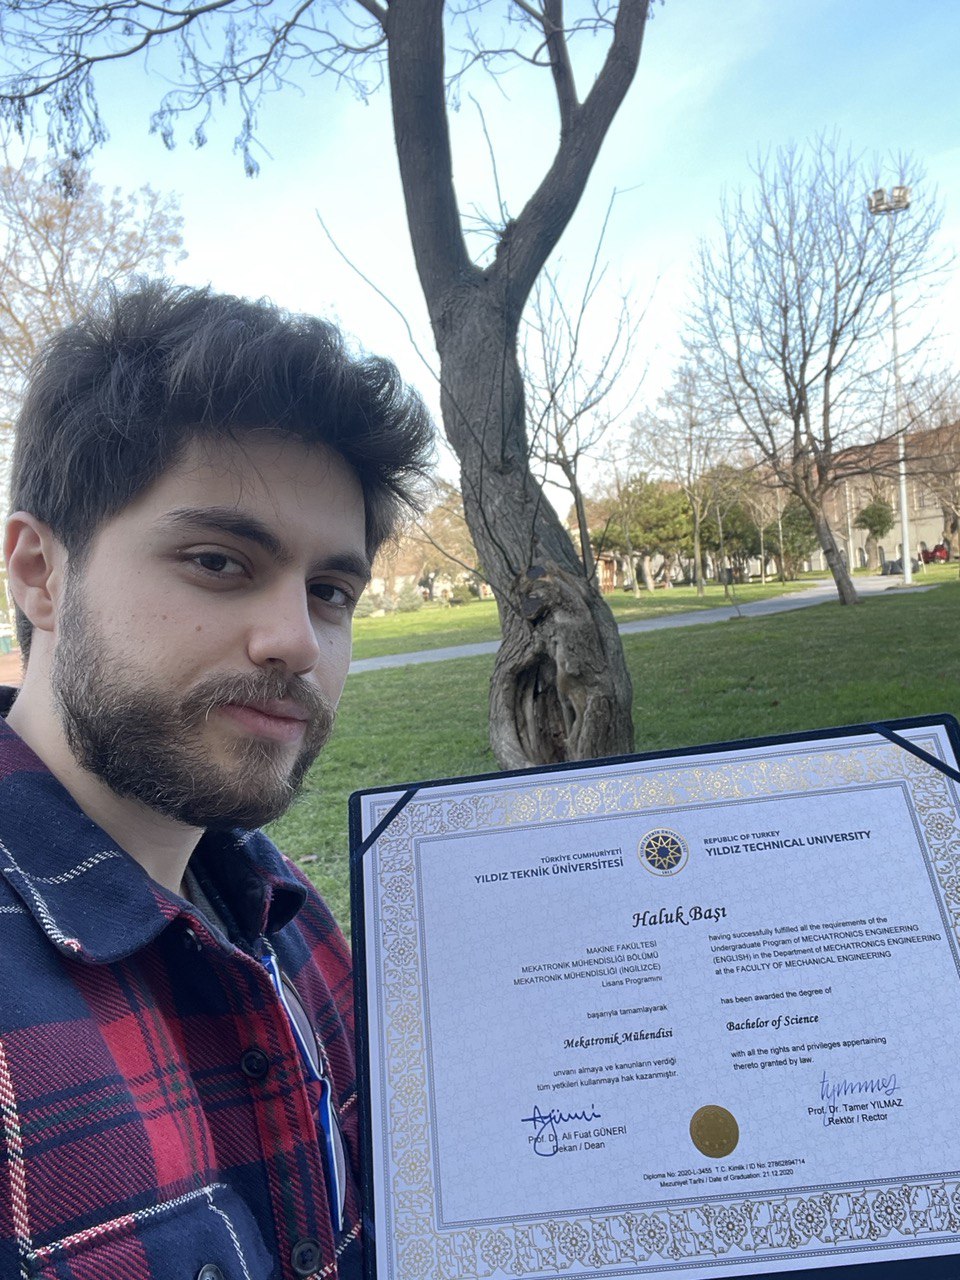 TÜRKİYE CUMHURİYETİ
YILDIZ TEKNİK ÜNİVERSİTESİ
REPUBLIC OF TURKEY
YILDIZ TECHNICAL UNIVERSITY
1911
Haluk Başı
MAKİNE FAKÜLTESİ
MEKATRONİK MÜHENDİSLİĞİ BÖLÜMÜ
MEKATRONİK MÜHENDİSLİĞİ (İNGİLİZCE)
Lisans Programını
başarıyla tamamlayarak
Mekatronik Mühendisi
unvanı almaya ve kanunların verdiği
tüm yetkileri kullanmaya hak kazanmıştır.
having successfully fulfilled all the requirements of the
Undergraduate Program of MECHATRONICS ENGINEERING
(ENGLISH) in the Department of MECHATRONICS ENGINEERING
at the FACULTY OF MECHANICAL ENGINEERING
has been awarded the degree of
Bachelor of Science
with all the rights and privileges appertaining
thereto granted by law.
Prof. Dr. Ali Fuat GÜNERİ
Dekan / Dean
Prof. Dr. Tamer YILMAZ
Rektör / Rector
Diploma No: 2020-L-3455 T.C. Kimlik / ID No: 27862894714
Mezuniyet Tarihi / Date of Graduation: 21.12.2020